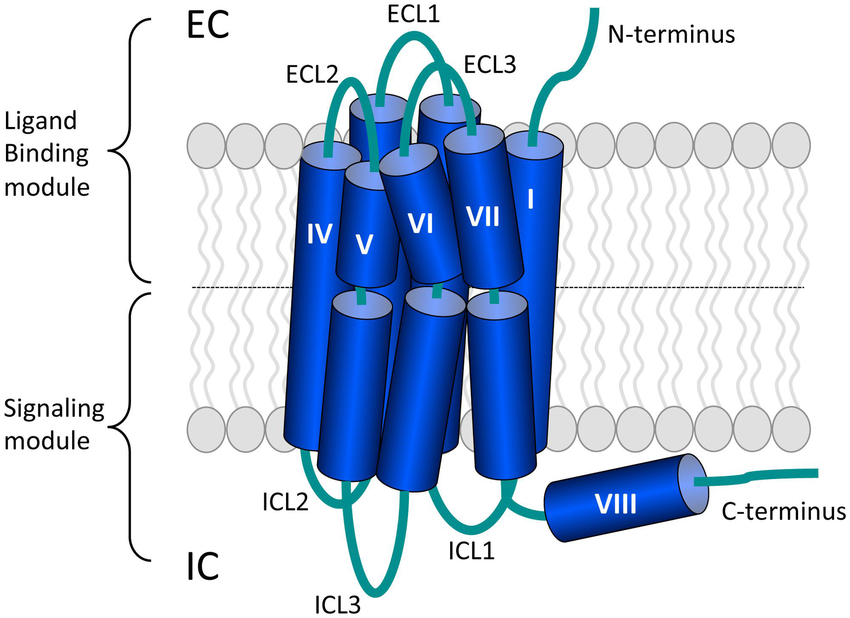 EC
ECL1
N-terminus
ECL2
ECL3
Ligand
Binding
module
I
IV
V
VI
VII
Signaling
module
ICL2
VIII
C-terminus
ICL1
IC
ICL3